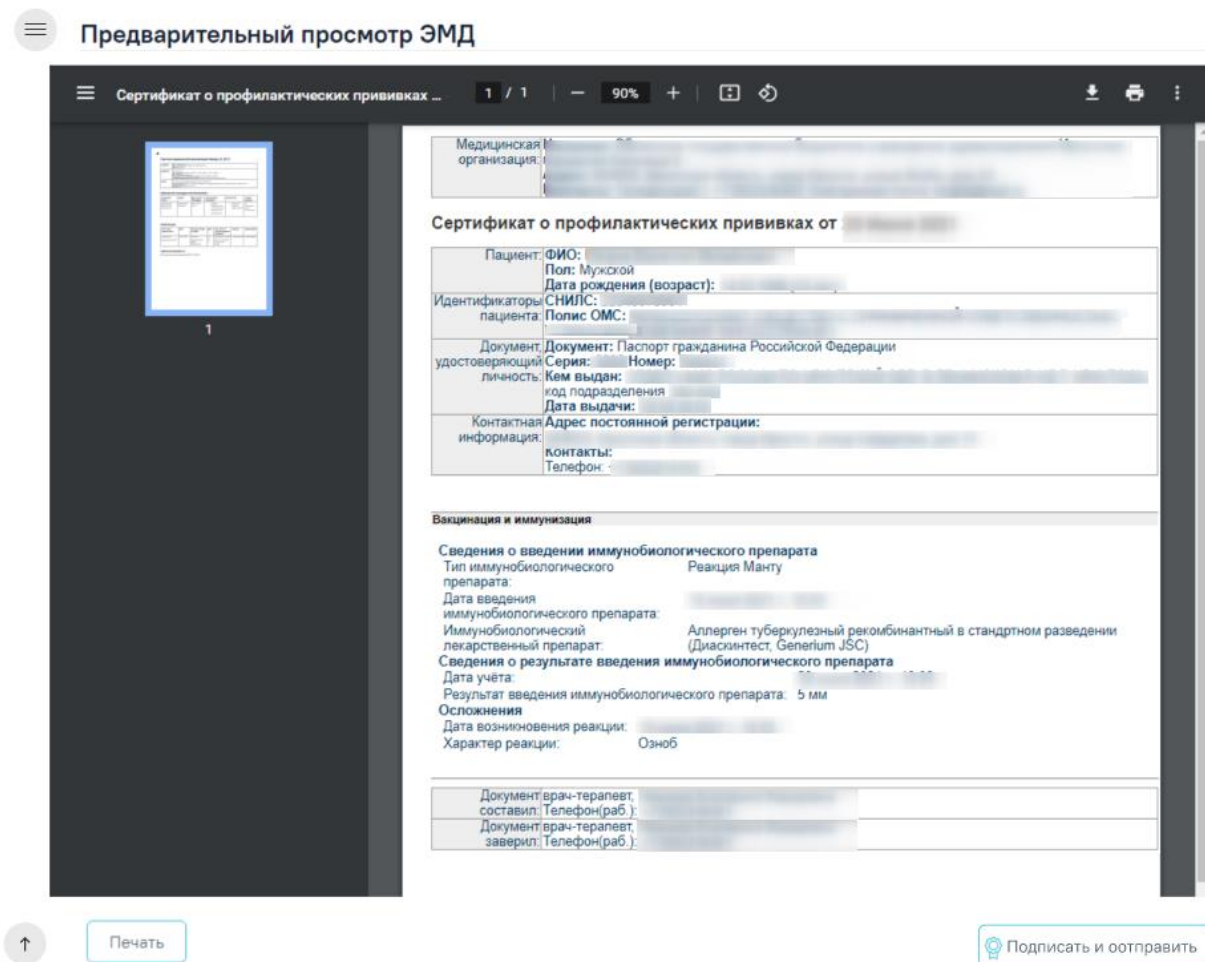 Предварительный просмотр ЭМД
Сертификат о профилактических прививках ... 1 / 1 90%
1
Медицинская
организация:
Сертификат о профилактических прививках от
Пациент: ФИО:
Пол: Мужской
Дата рождения (возраст):
Идентификаторы СНИЛС:
пациента: Полис ОМС:
Документ, Документ: Паспорт гражданина Российской Федерации
удостоверяющий Серия: Номер:
личность: Кем выдан:
код подразделения
Дата выдачи:
Контактная Адрес постоянной регистрации:
информация:
Контакты:
Телефон:
Вакцинация и иммунизация
Сведения о введении иммунобиологического препарата
Тип иммунобиологического Реакция Манту
препарата:
Дата введения
иммунобиологического препарата:
Иммунобиологический Аллерген туберкулезный рекомбинантный в стандртном разведении
лекарственный препарат: (Диаскинтест, Generium JSC)
Сведения о результате введения иммунобиологического препарата
Дата учёта:
Результат введения иммунобиологического препарата: 5 мм
Осложнения
Дата возникновения реакции:
Характер реакции: Озноб
Документ врач-терапевт,
составил: Телефон(раб.):
Документ врач-терапевт,
заверил: Телефон(раб.):
Печать
Подписать и оотправить